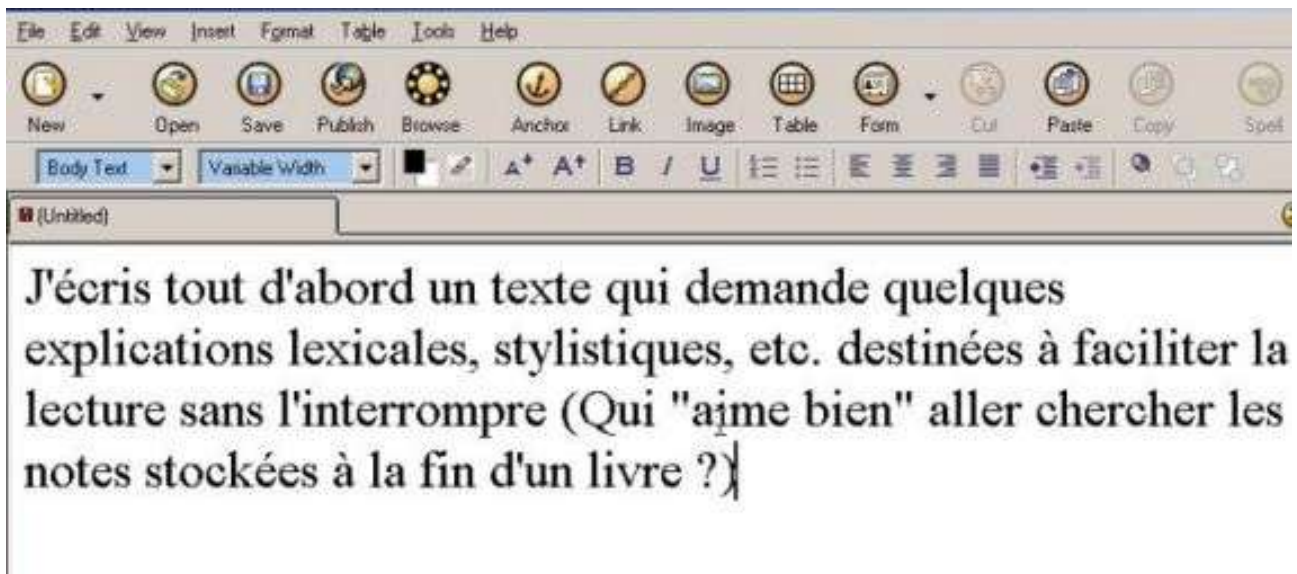 File Edit View Insert Format Table Tools Help
New Open Save Publish Browse Anchor Link Image Table Form Cut Paste Copy Spell
Body Text Variable Width B I U
(Untitled)
J'écris tout d'abord un texte qui demande quelques
explications lexicales, stylistiques, etc. destinées à faciliter la
lecture sans l'interrompre (Qui "aime bien" aller chercher les
notes stockées à la fin d'un livre ?)